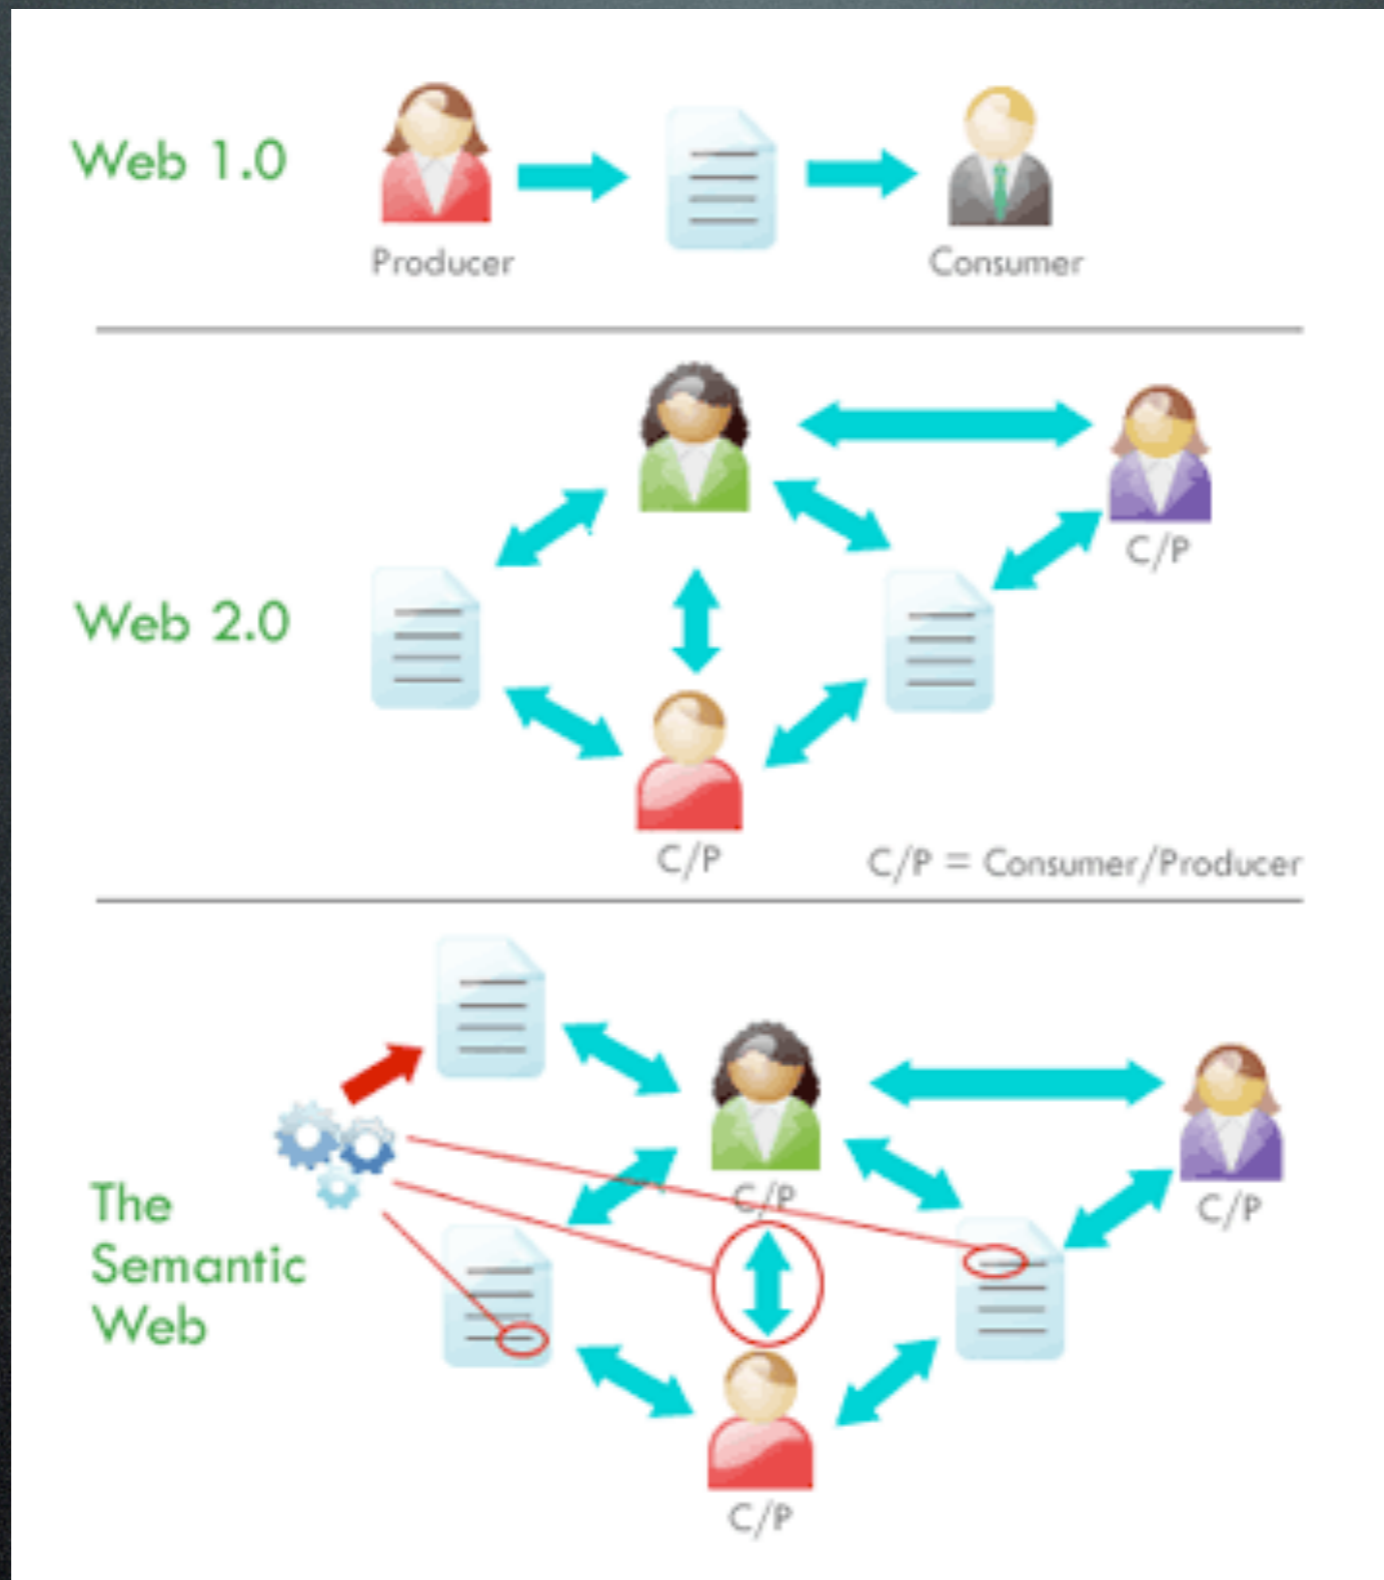 Web 1.0
Producer
Consumer
Web 2.0
C/P
C/P
C/P = Consumer/Producer
The
Semantic
Web
C/P
C/P
C/P